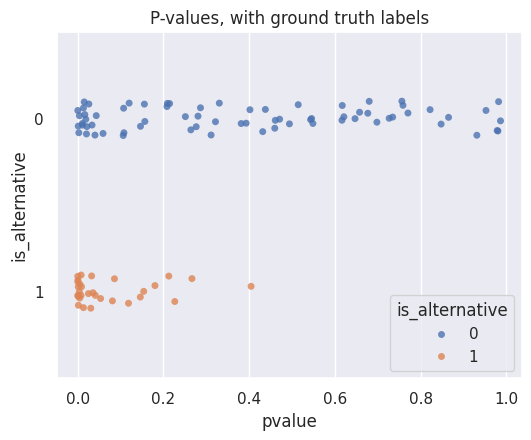 P-values, with ground truth labels
is_alternative
0
1
0.0 0.2 0.4 0.6 0.8 1.0
pvalue
is_alternative
0
1